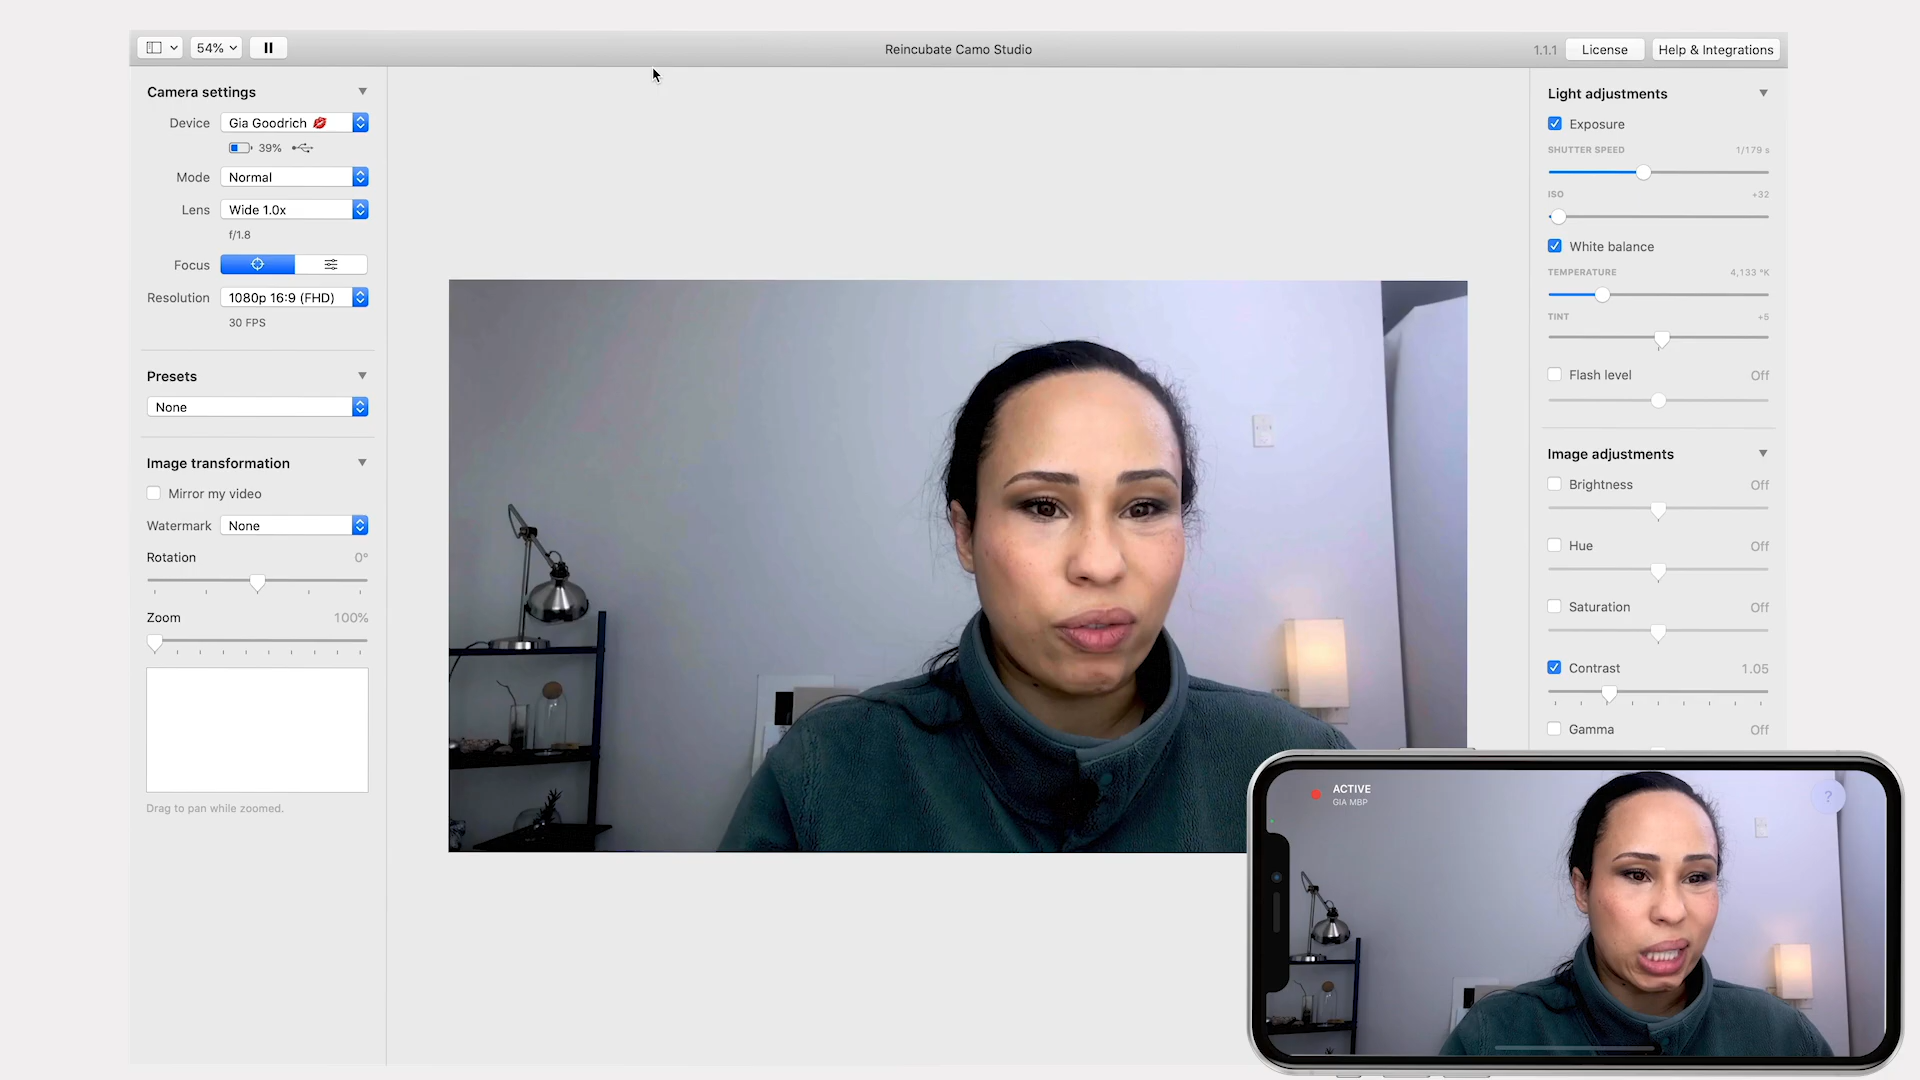 54%
Reincubate Camo Studio
1.1.1
License
Help & Integrations
Camera settings
Device
Gia Goodrich 💋
39%
Mode
Normal
Lens
Wide 1.0x
f/1.8
Focus
Resolution
1080p 16:9 (FHD)
30 FPS
Presets
None
Image transformation
Mirror my video
Watermark
None
Rotation
0°
Zoom
100%
Drag to pan while zoomed.
Light adjustments
Exposure
SHUTTER SPEED
1/179 s
ISO
+32
White balance
TEMPERATURE
4,133 °K
TINT
+5
Flash level
Off
Image adjustments
Brightness
Off
Hue
Off
Saturation
Off
Contrast
1.05
Gamma
Off
ACTIVE
GIA MBP
?